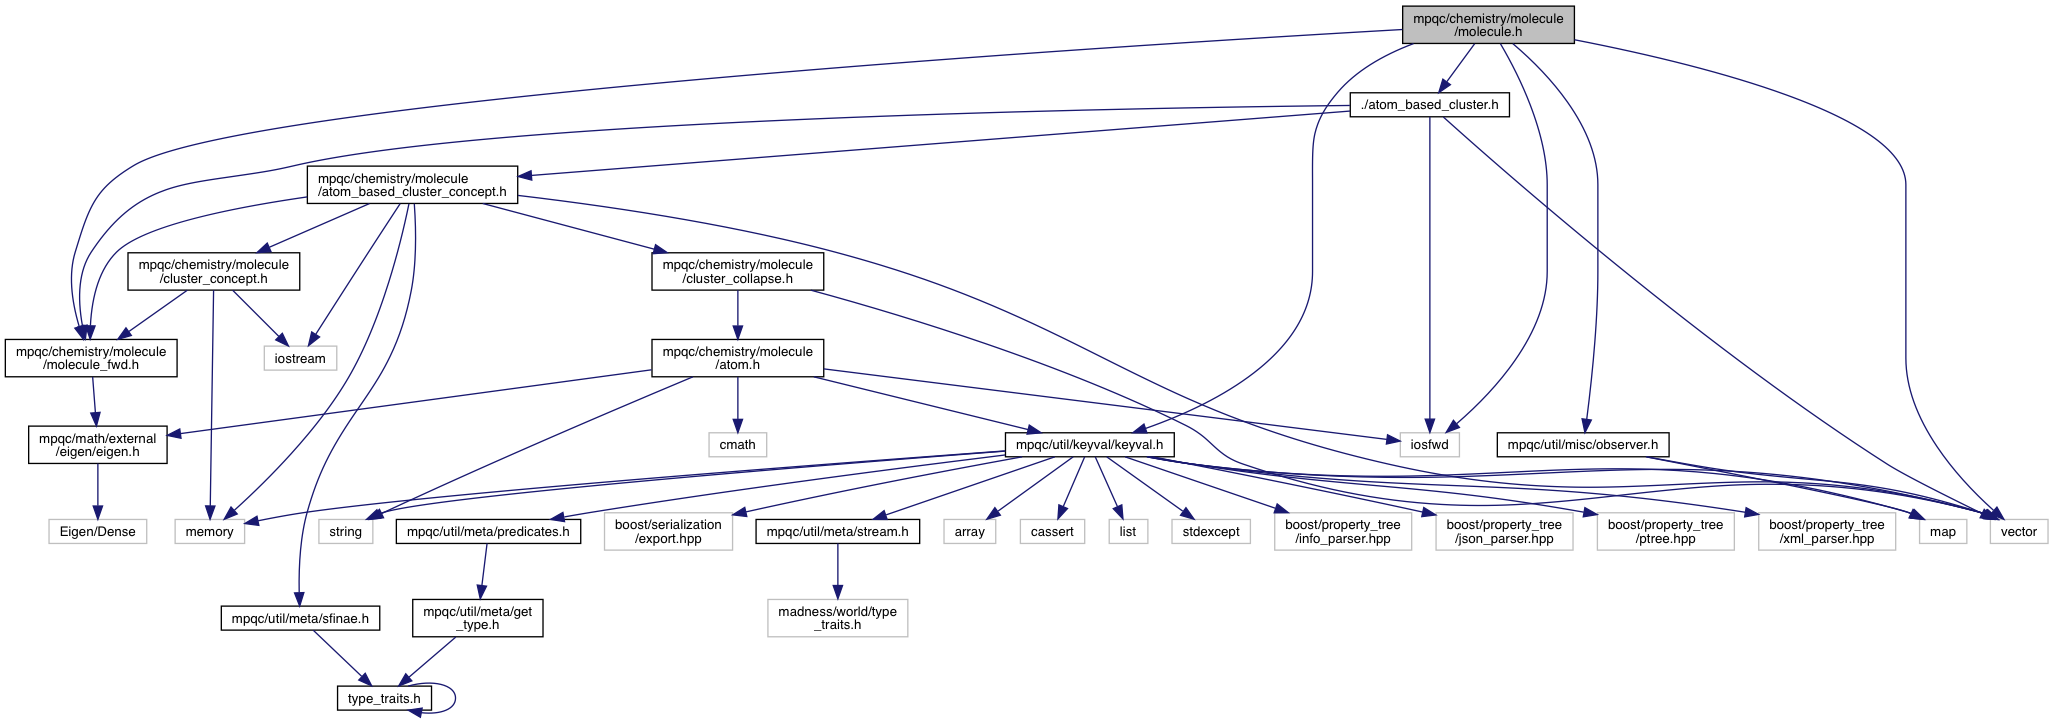 mpqc/chemistry/molecule
/molecule.h
./atom_based_cluster.h
mpqc/chemistry/molecule
/atom_based_cluster_concept.h
mpqc/chemistry/molecule
/cluster_concept.h
mpqc/chemistry/molecule
/cluster_collapse.h
mpqc/chemistry/molecule
/molecule_fwd.h
iostream
mpqc/chemistry/molecule
/atom.h
mpqc/math/external
/eigen/eigen.h
cmath
mpqc/util/keyval/keyval.h
iosfwd
mpqc/util/misc/observer.h
Eigen/Dense
memory
string
mpqc/util/meta/predicates.h
boost/serialization
/export.hpp
mpqc/util/meta/stream.h
array
cassert
list
stdexcept
boost/property_tree
/info_parser.hpp
boost/property_tree
/json_parser.hpp
boost/property_tree
/ptree.hpp
boost/property_tree
/xml_parser.hpp
map
vector
mpqc/util/meta/sfinae.h
mpqc/util/meta/get
_type.h
madness/world/type
_traits.h
type_traits.h